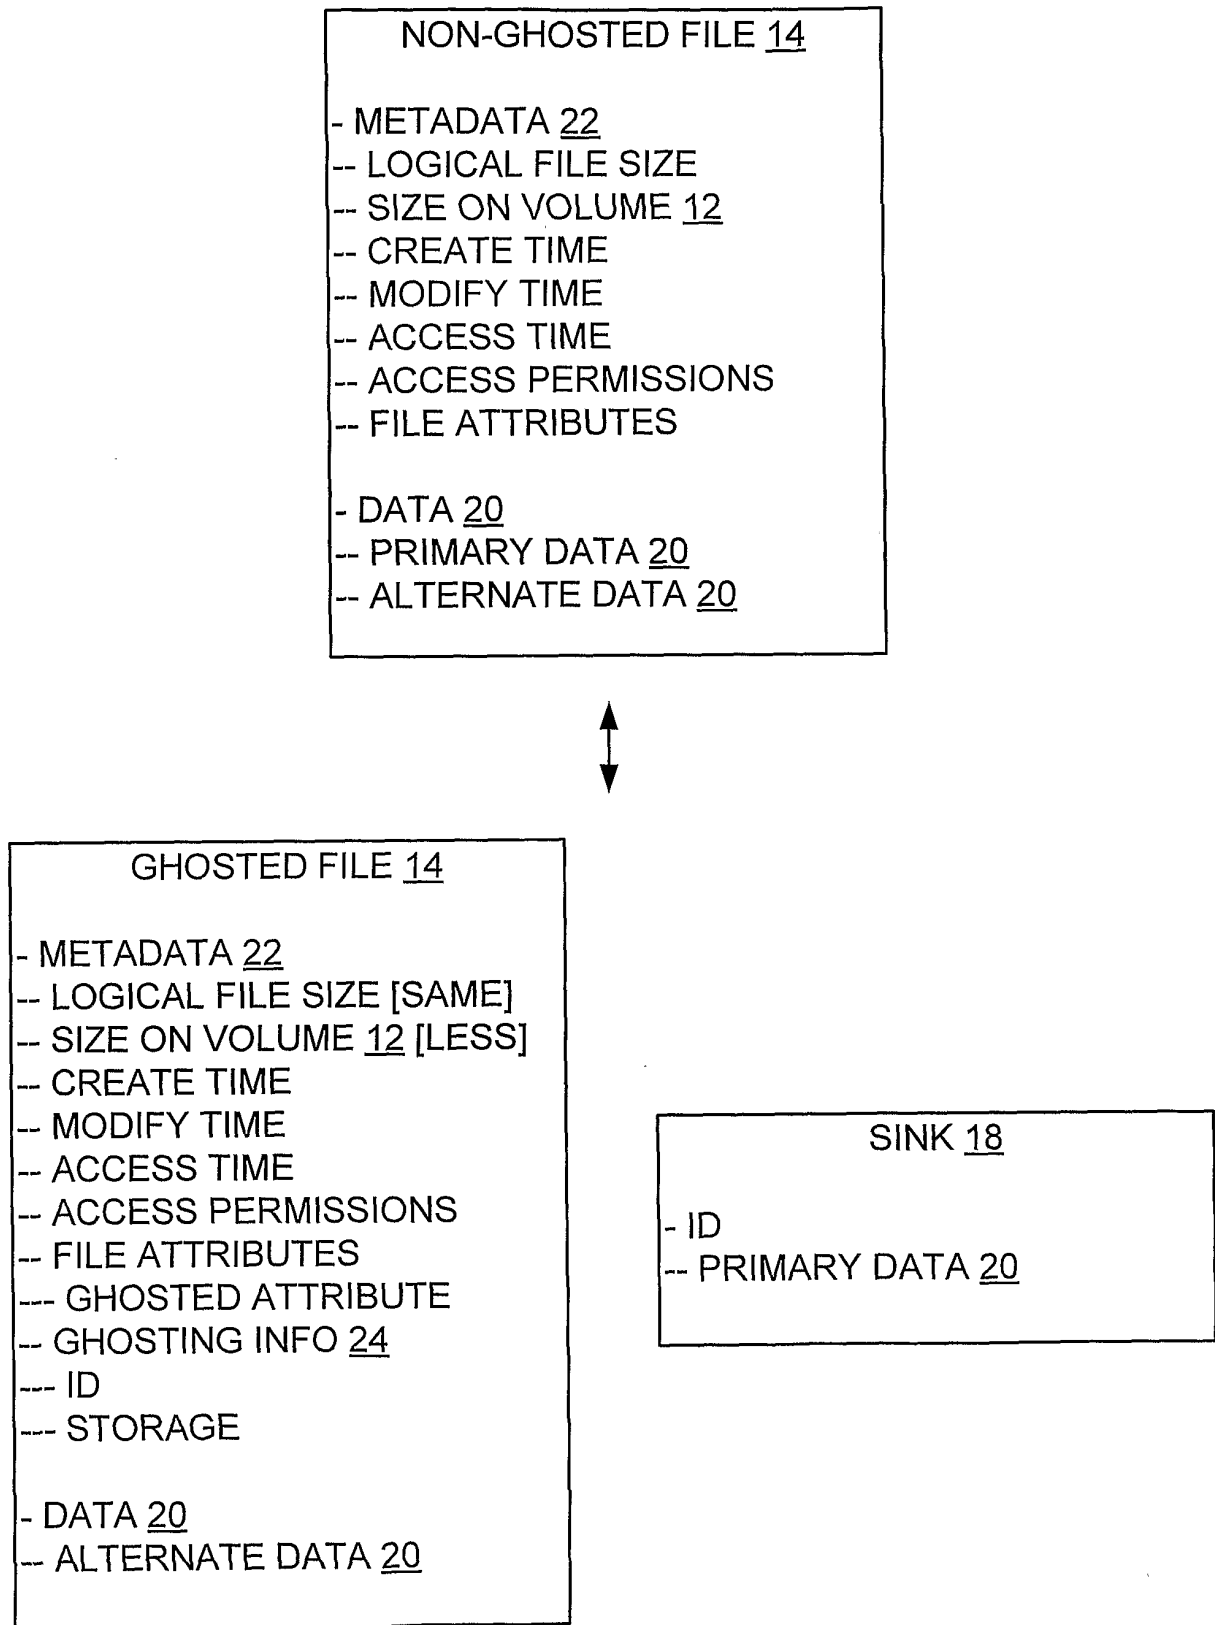 NON-GHOSTED FILE 14
- METADATA 22
-- LOGICAL FILE SIZE
-- SIZE ON VOLUME 12
-- CREATE TIME
-- MODIFY TIME
-- ACCESS TIME
-- ACCESS PERMISSIONS
-- FILE ATTRIBUTES
- DATA 20
-- PRIMARY DATA 20
-- ALTERNATE DATA 20
GHOSTED FILE 14
- METADATA 22
-- LOGICAL FILE SIZE [SAME]
-- SIZE ON VOLUME 12 [LESS]
-- CREATE TIME
-- MODIFY TIME
-- ACCESS TIME
-- ACCESS PERMISSIONS
-- FILE ATTRIBUTES
--- GHOSTED ATTRIBUTE
-- GHOSTING INFO 24
--- ID
--- STORAGE
- DATA 20
-- ALTERNATE DATA 20
SINK 18
- ID
-- PRIMARY DATA 20